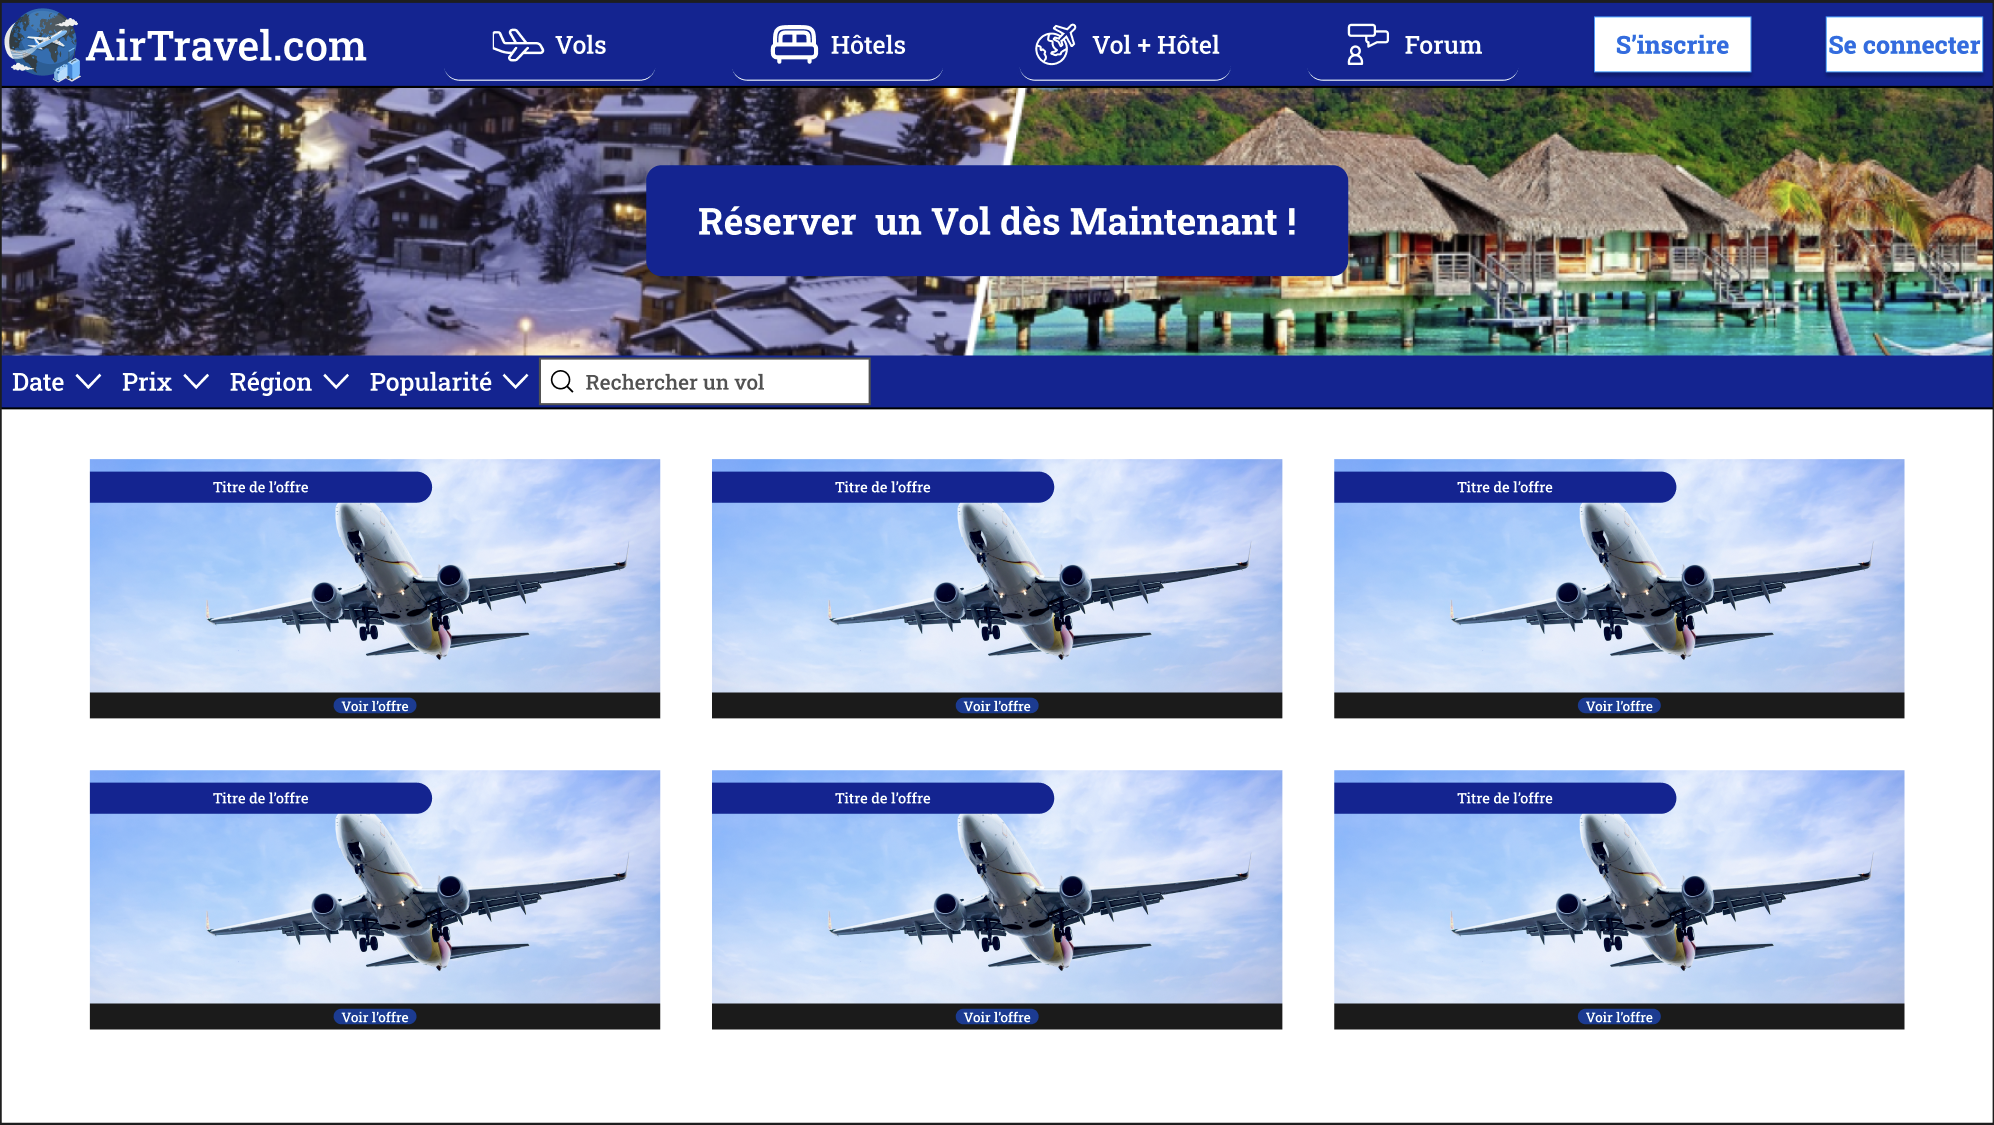 AirTravel.com
Vols
Hôtels
Vol + Hôtel
Forum
S'inscrire
Se connecter
Réserver un Vol dès Maintenant !
Date
Prix
Région
Popularité
Rechercher un vol
Titre de l'offre
Titre de l'offre
Titre de l'offre
Voir l'offre
Voir l'offre
Voir l'offre
Titre de l'offre
Titre de l'offre
Titre de l'offre
Voir l'offre
Voir l'offre
Voir l'offre